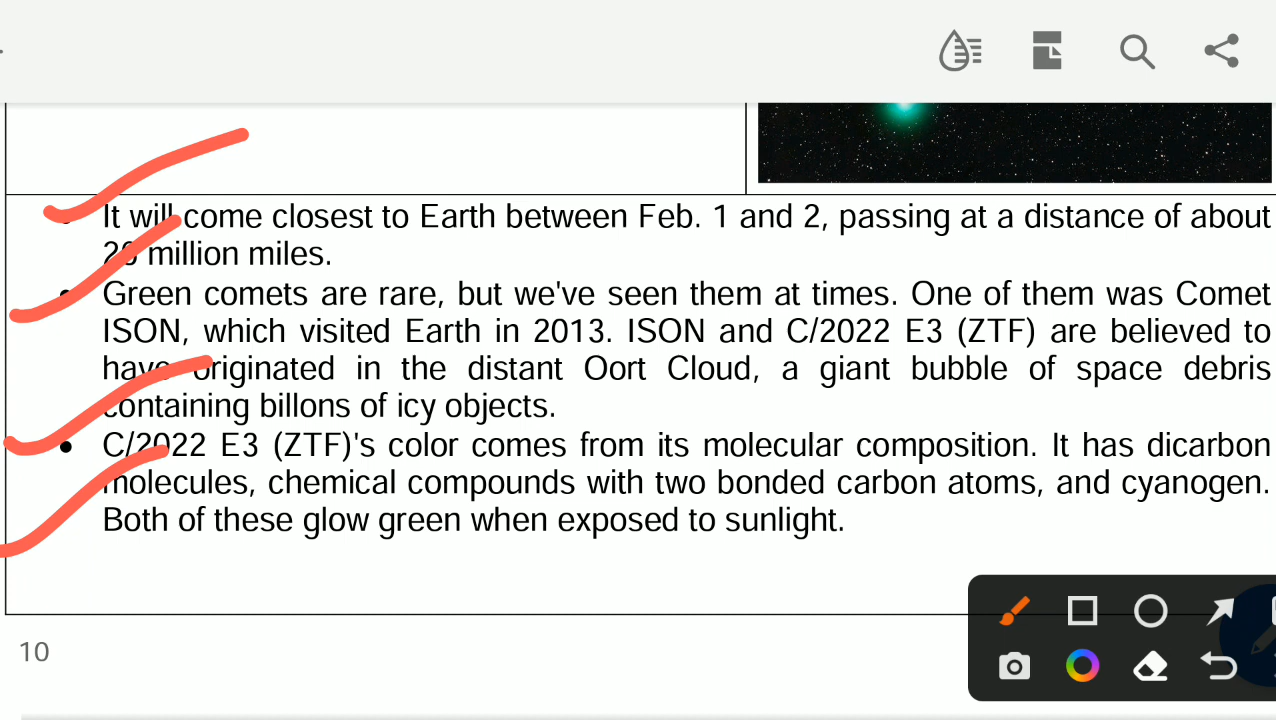 It will come closest to Earth between Feb. 1 and 2, passing at a distance of about
26 million miles.
Green comets are rare, but we've seen them at times. One of them was Comet
ISON, which visited Earth in 2013. ISON and C/2022 E3 (ZTF) are believed to
have originated in the distant Oort Cloud, a giant bubble of space debris
containing billons of icy objects.
C/2022 E3 (ZTF)'s color comes from its molecular composition. It has dicarbon
molecules, chemical compounds with two bonded carbon atoms, and cyanogen.
Both of these glow green when exposed to sunlight.
10